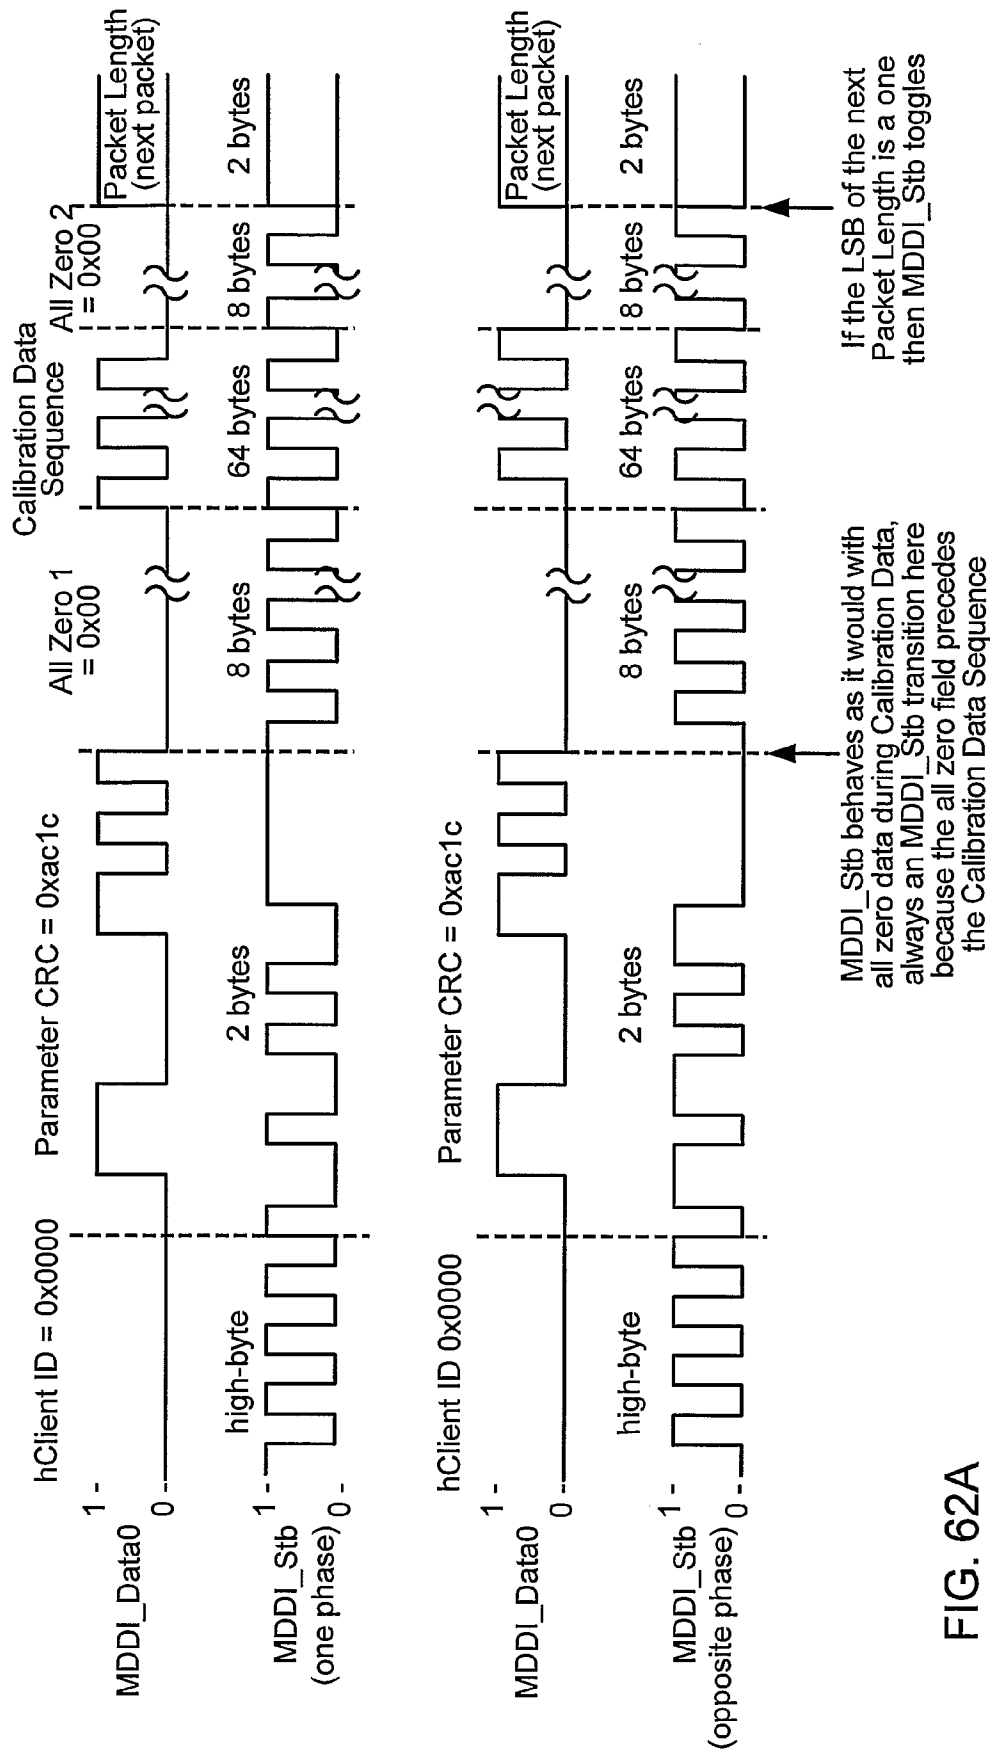 hClient ID = 0x0000
Parameter CRC = 0xac1c
All Zero 1
= 0x00
Calibration Data
Sequence
All Zero 2
= 0x00
Packet Length
(next packet)
MDDI_Data0
1
0
high-byte
2 bytes
8 bytes
64 bytes
8 bytes
2 bytes
MDDI_Stb
(one phase)
1
0
hClient ID 0x0000
Parameter CRC = 0xac1c
Packet Length
(next packet)
MDDI_Data0
1
0
high-byte
2 bytes
8 bytes
64 bytes
8 bytes
2 bytes
MDDI_Stb
(opposite phase)
1
0
MDDI_Stb behaves as it would with
all zero data during Calibration Data,
always an MDDI_Stb transition here
because the all zero field precedes
the Calibration Data Sequence
If the LSB of the next
Packet Length is a one
then MDDI_Stb toggles
FIG. 62A